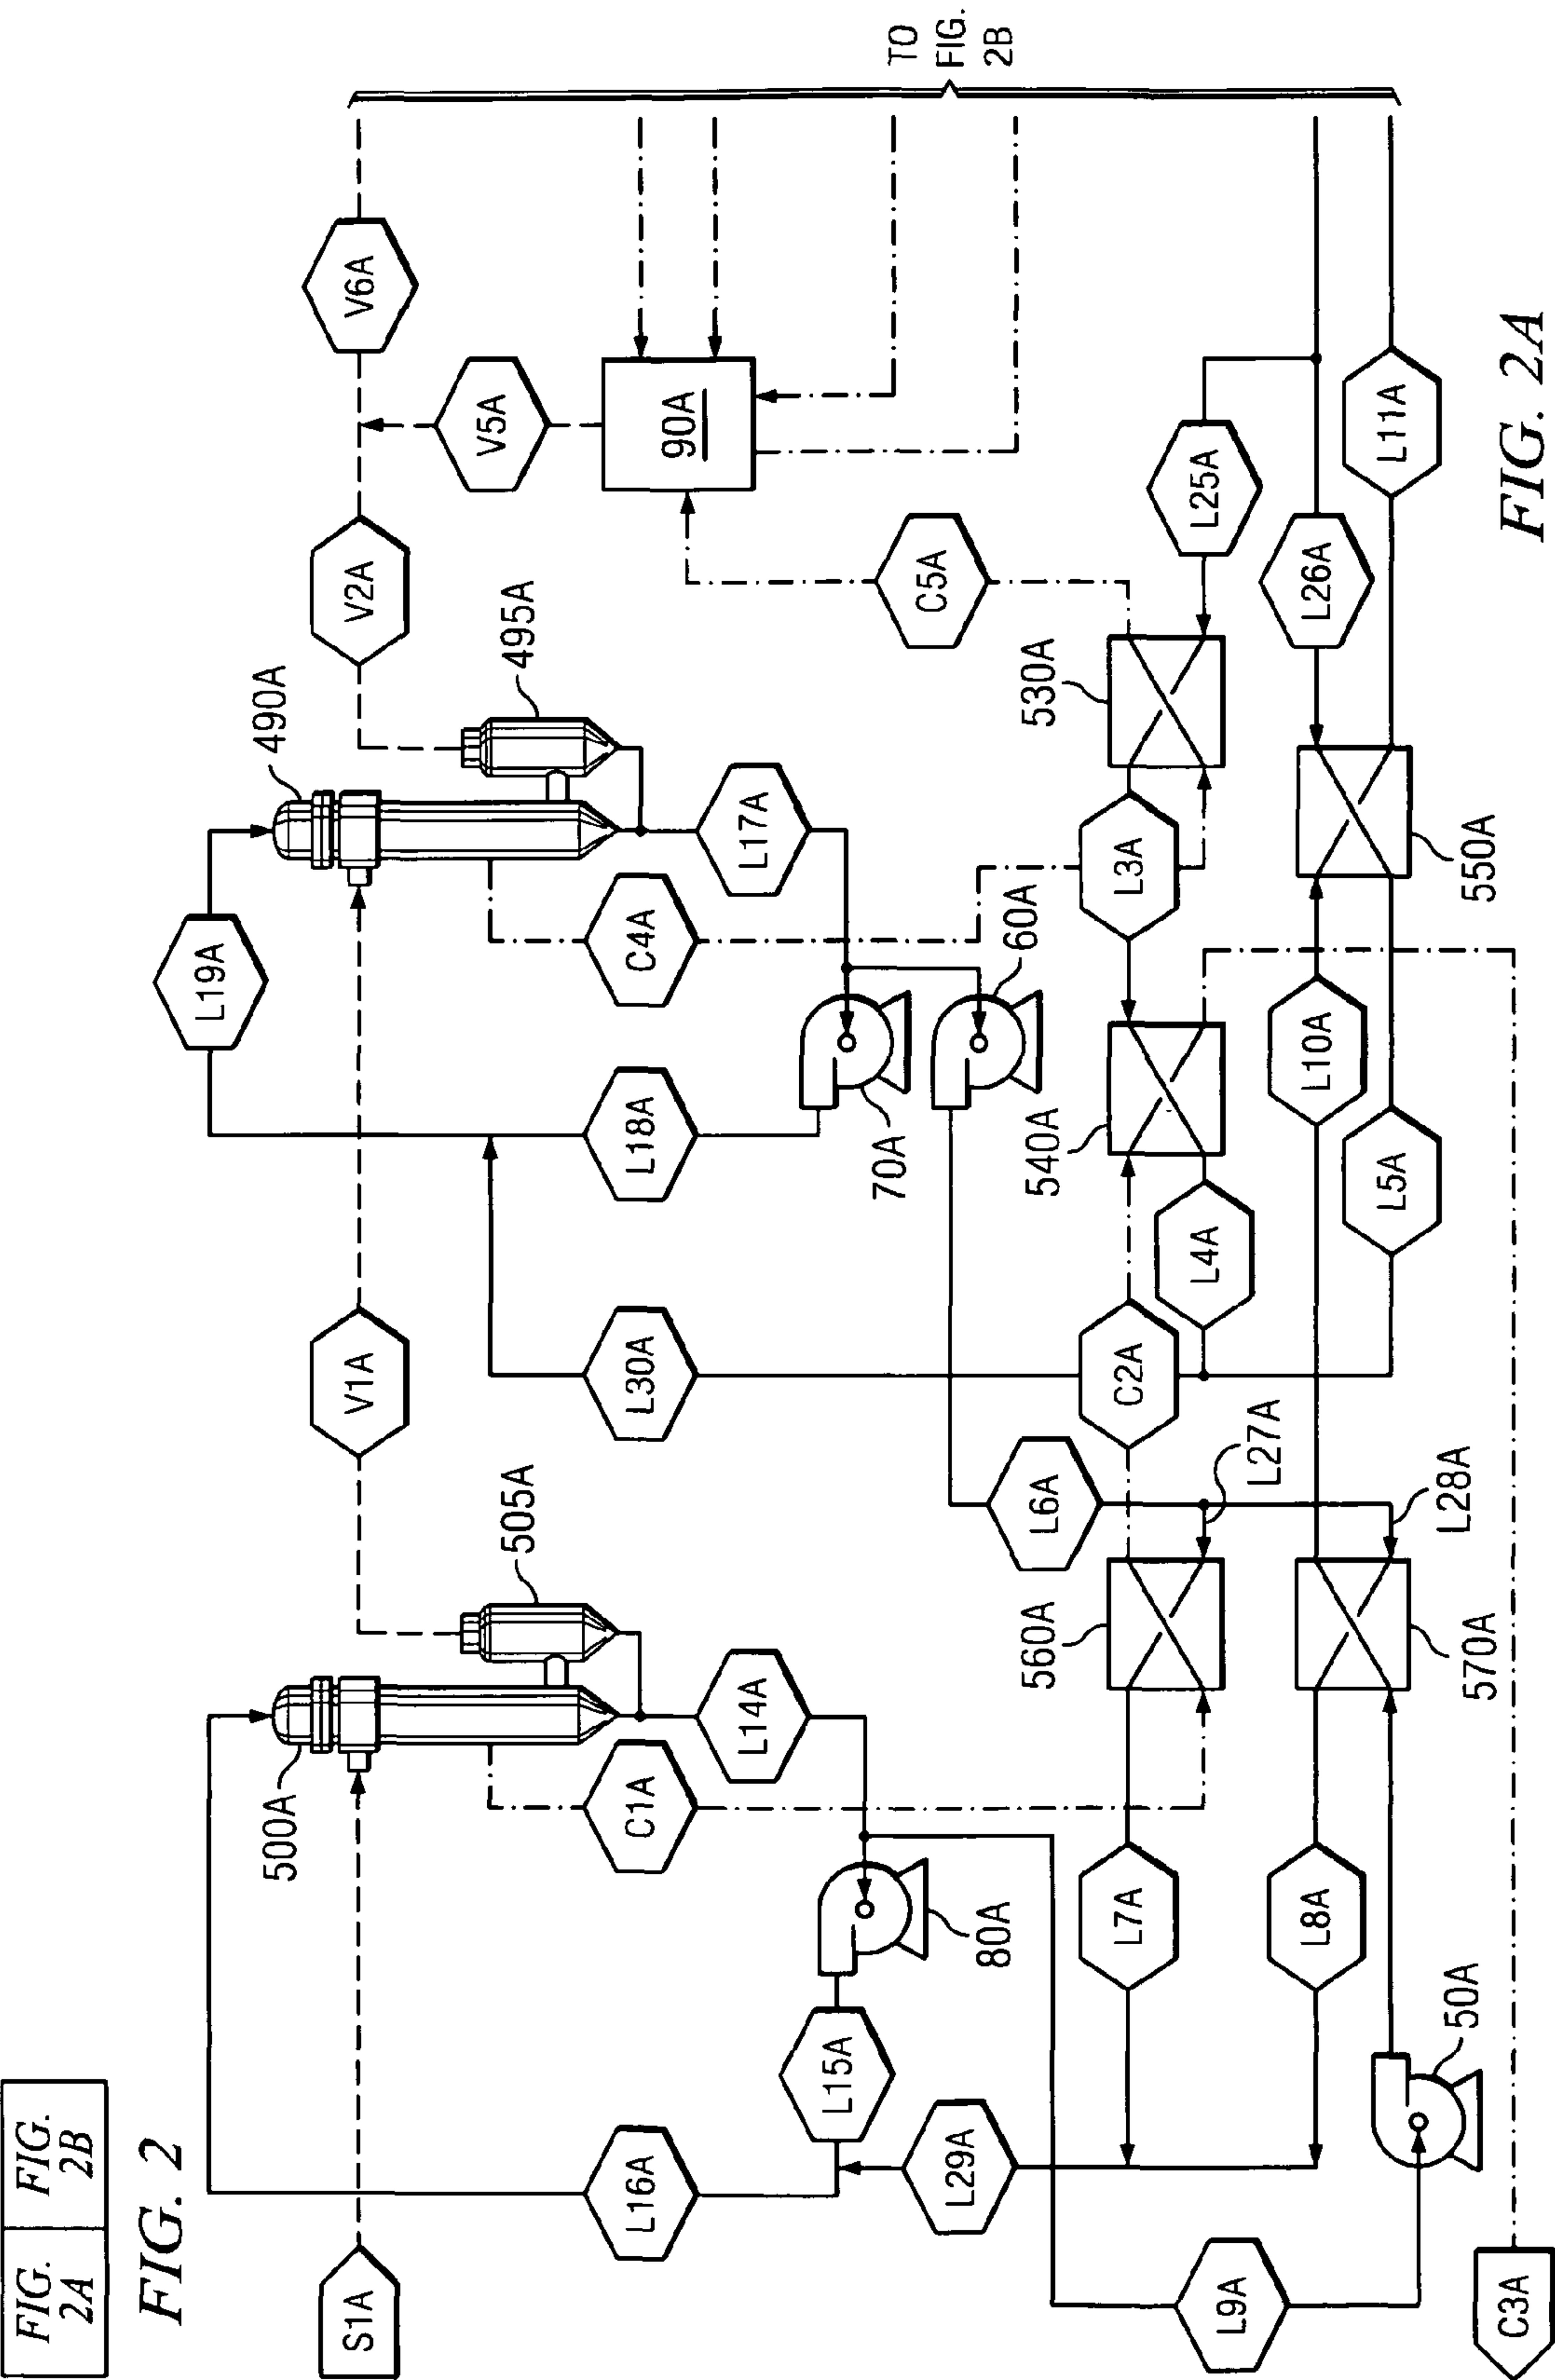 FIG. 2A
FIG. 2B
FIG. 2
TO FIG. 2B
L19A
490A
V6A
V2A
V1A
500A
S1A
V5A
495A
505A
90A
L17A
C4A
L18A
L30A
L14A
C1A
L16A
C5A
60A
70A
L15A
80A
L29A
L6A
530A
L3A
540A
C2A
560A
L7A
L25A
L4A
L27A
L9A
L26A
L10A
L8A
L11A
L5A
550A
L28A
570A
50A
C3A
FIG. 2A